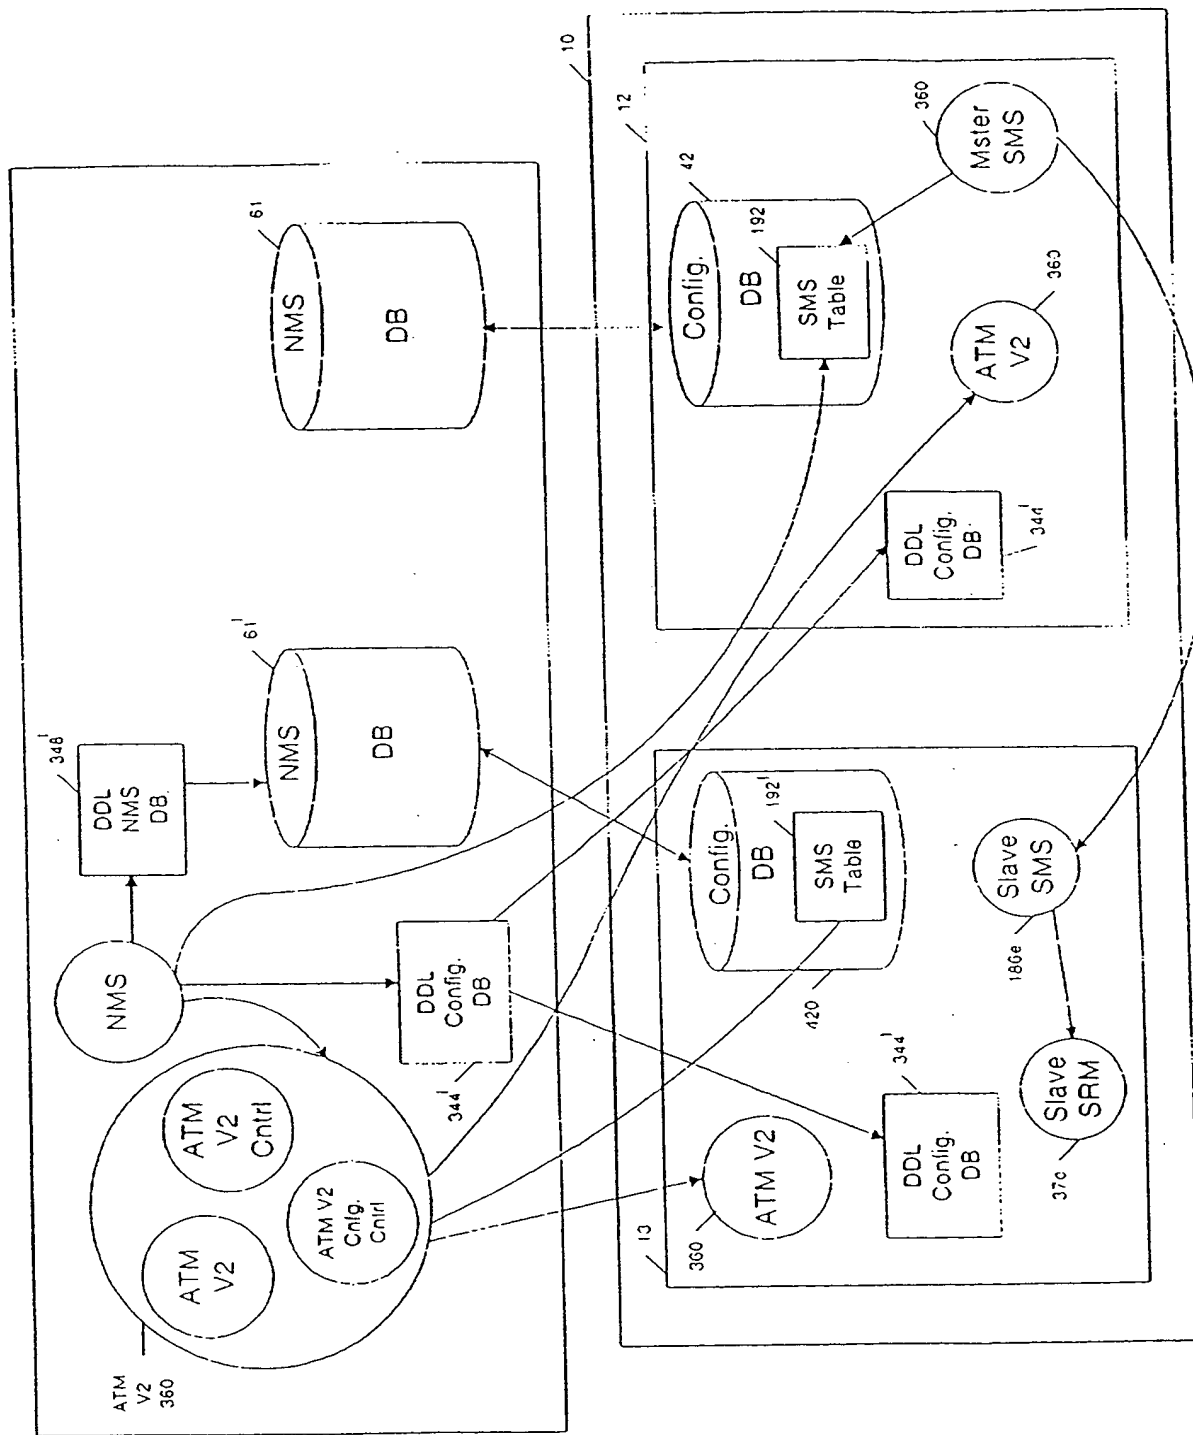 ATM
V2
360
ATM
V2
ATM
V2
Cntrl
ATM V2
Cnfg.
Cntrl
NMS
DDL
NMS
DB
348'
DDL
Config.
DB
344'
NMS
DB
61'
NMS
DB
61
10
13
ATM V2
360
DDL
Config.
DB
344'
Config.
DB
192'
SMS
Table
420
Slave
SRM
37c
Slave
SMS
186e
12
Config.
DB
42
192
SMS
Table
DDL
Config.
DB
344'
ATM
V2
360
Mster
SMS
360